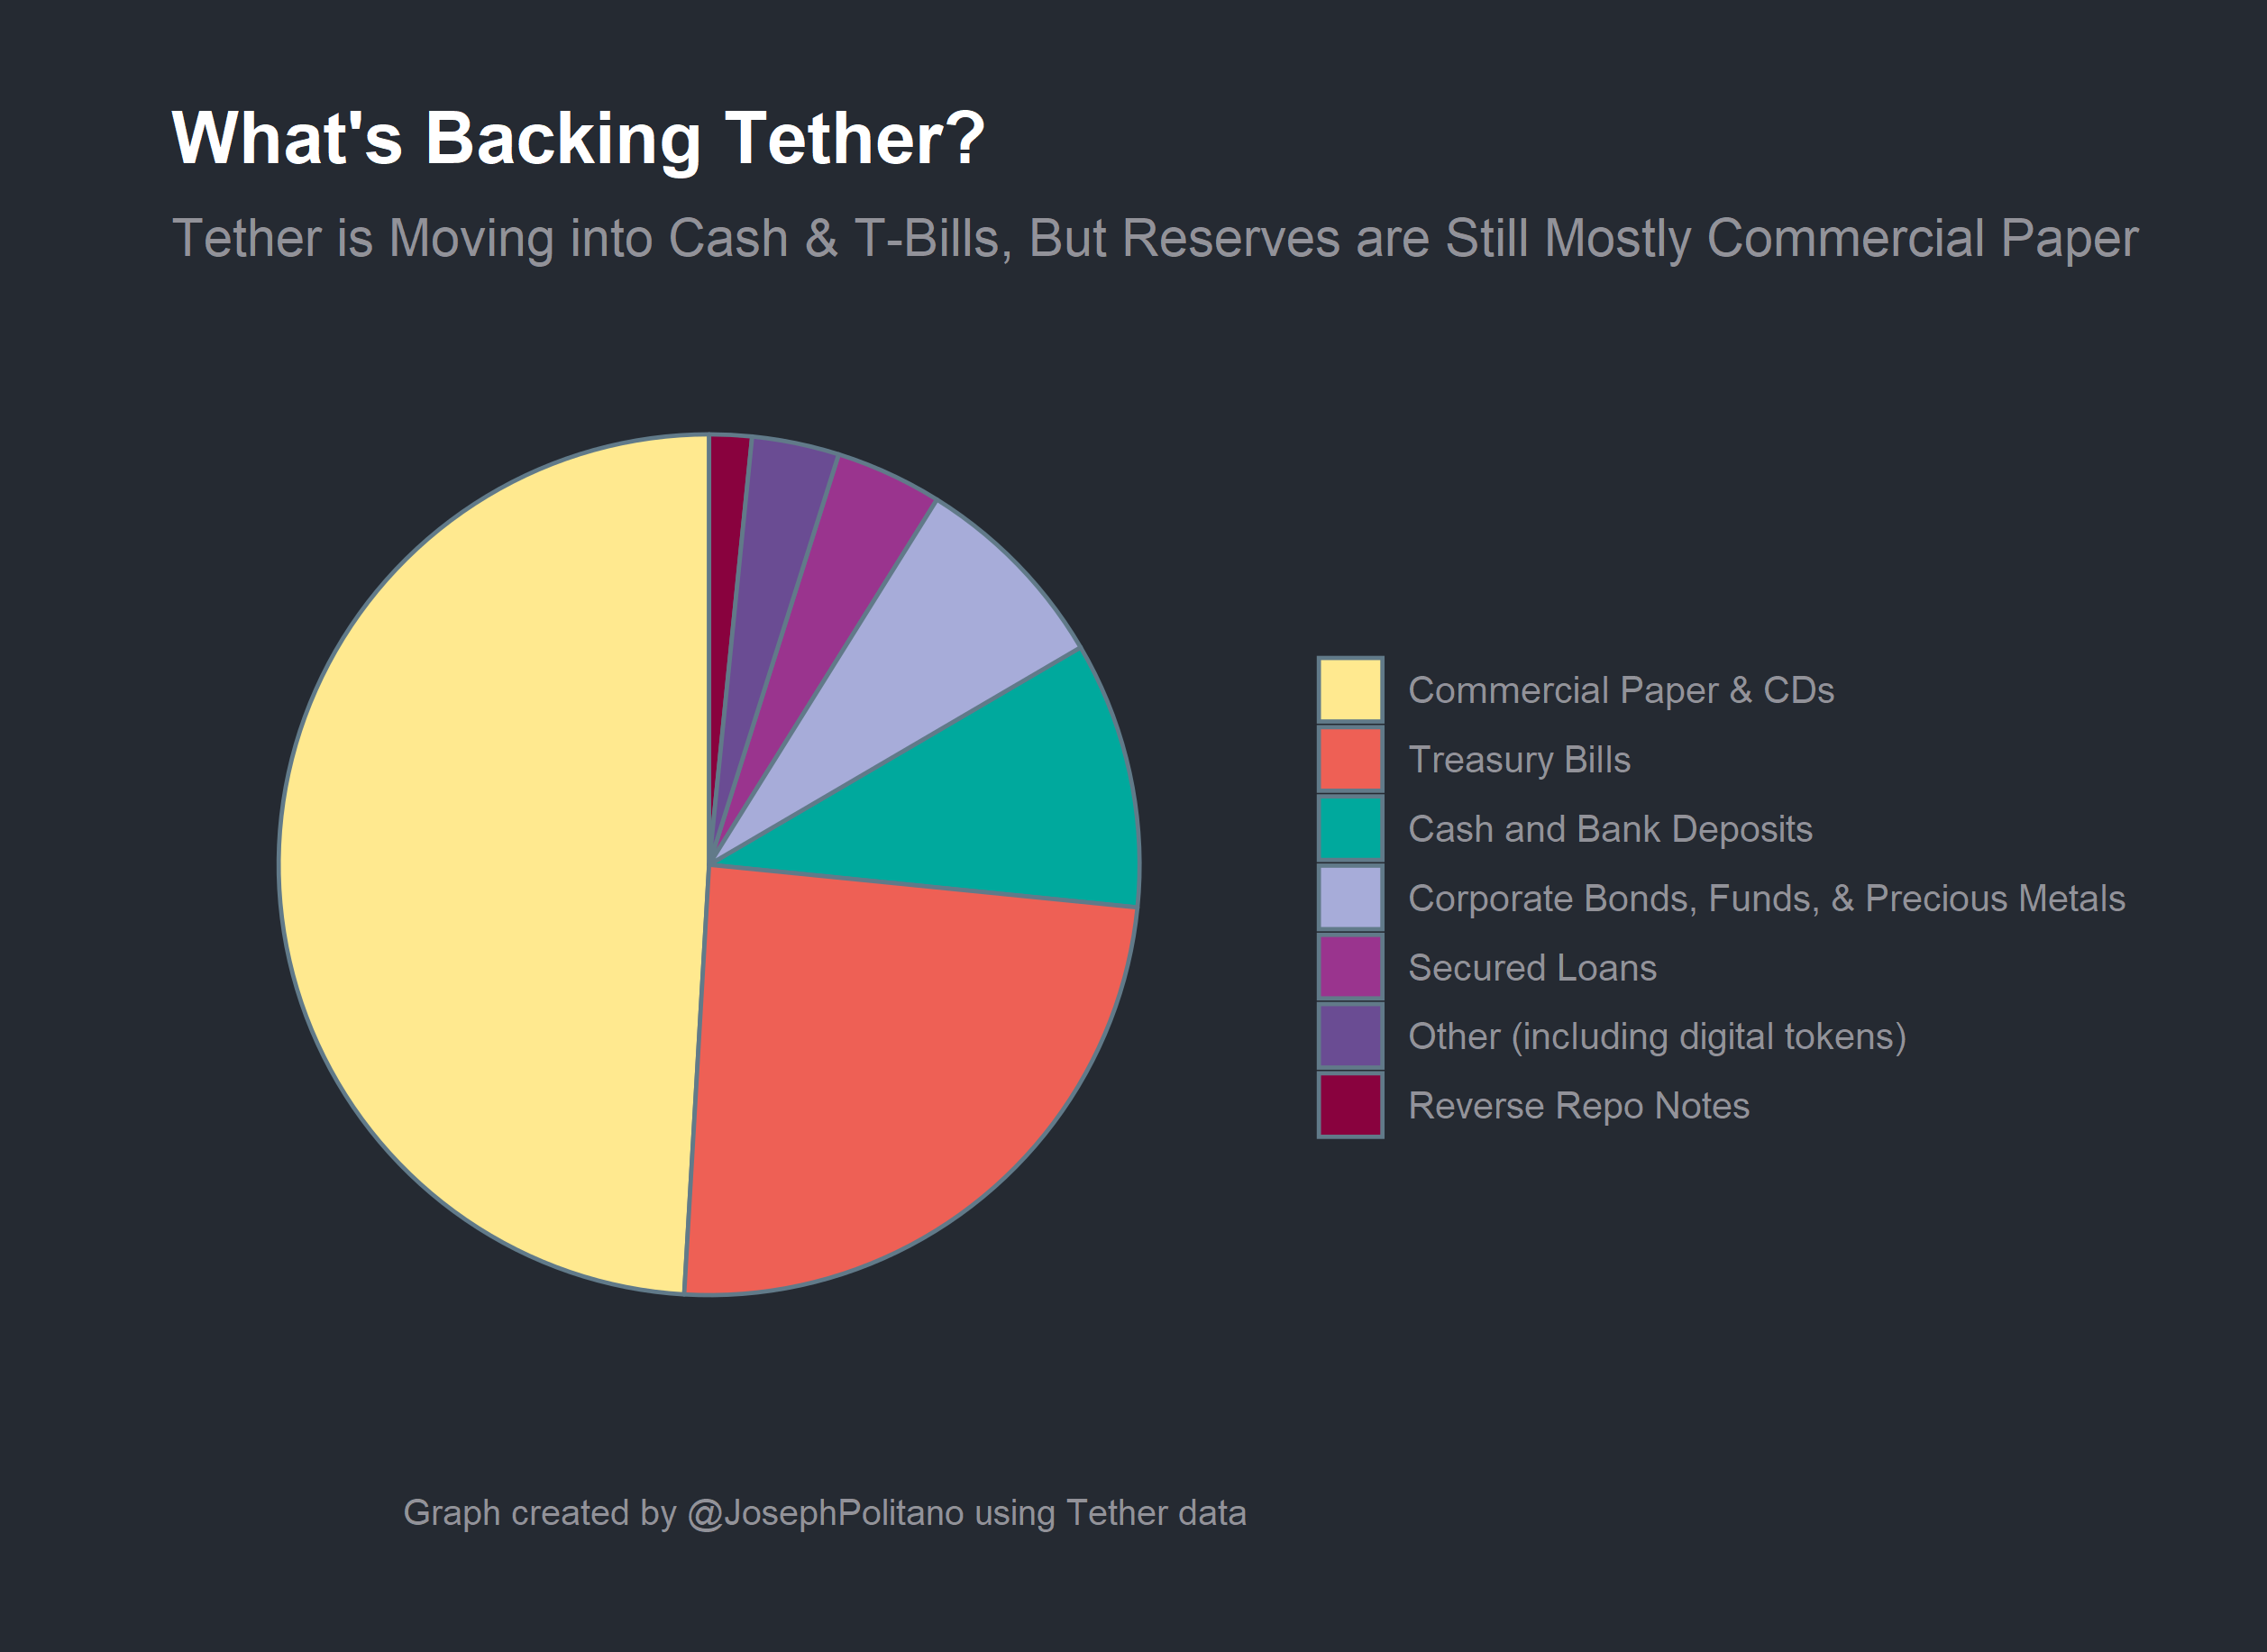 What's Backing Tether?
Tether is Moving into Cash & T-Bills, But Reserves are Still Mostly Commercial Paper
Commercial Paper & CDs
Treasury Bills
Cash and Bank Deposits
Corporate Bonds, Funds, & Precious Metals
Secured Loans
Other (including digital tokens)
Reverse Repo Notes
Graph created by @JosephPolitano using Tether data